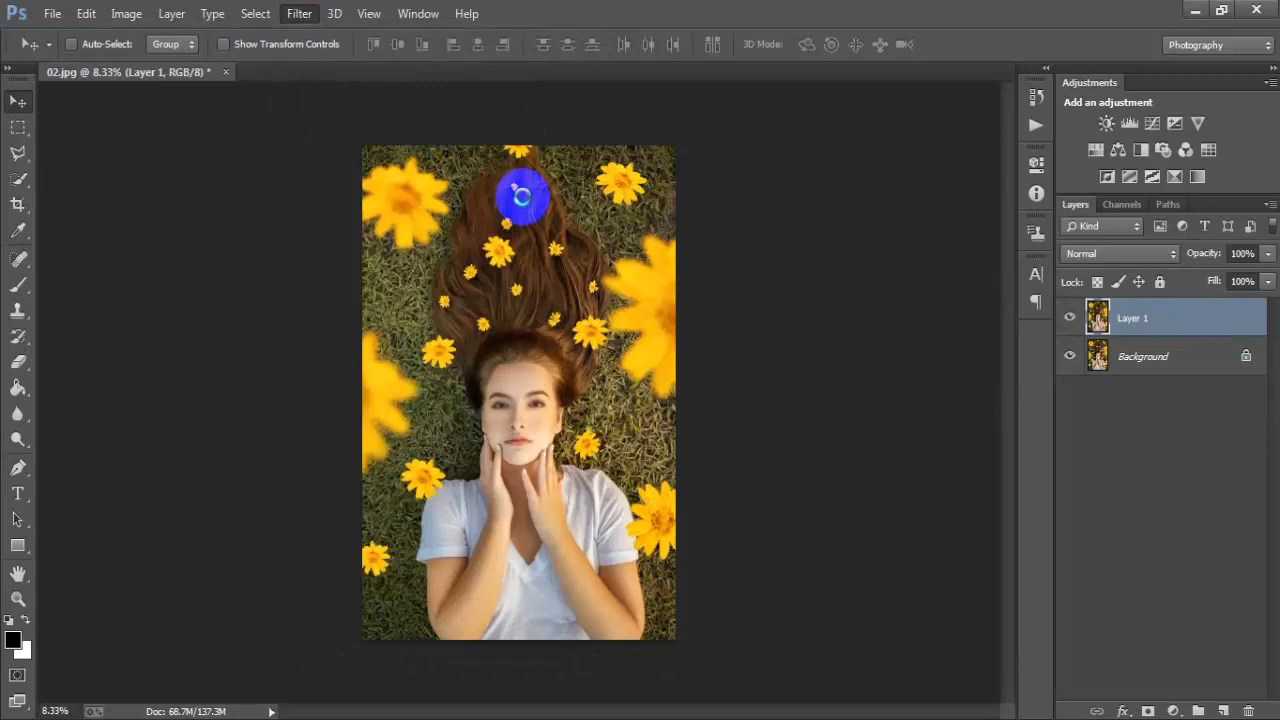 Ps File Edit Image Layer Type Select Filter 3D View Window Help
Auto-Select: Group Show Transform Controls 3D Mode: Photography
02.jpg @ 8.33% (Layer 1, RGB/8) * ×
Adjustments
Add an adjustment
Layers Channels Paths
Kind T
Normal Opacity: 100%
Lock: Fill: 100%
Layer 1
Background
A
T
8.33% Doc: 68.7M/137.3M
fx